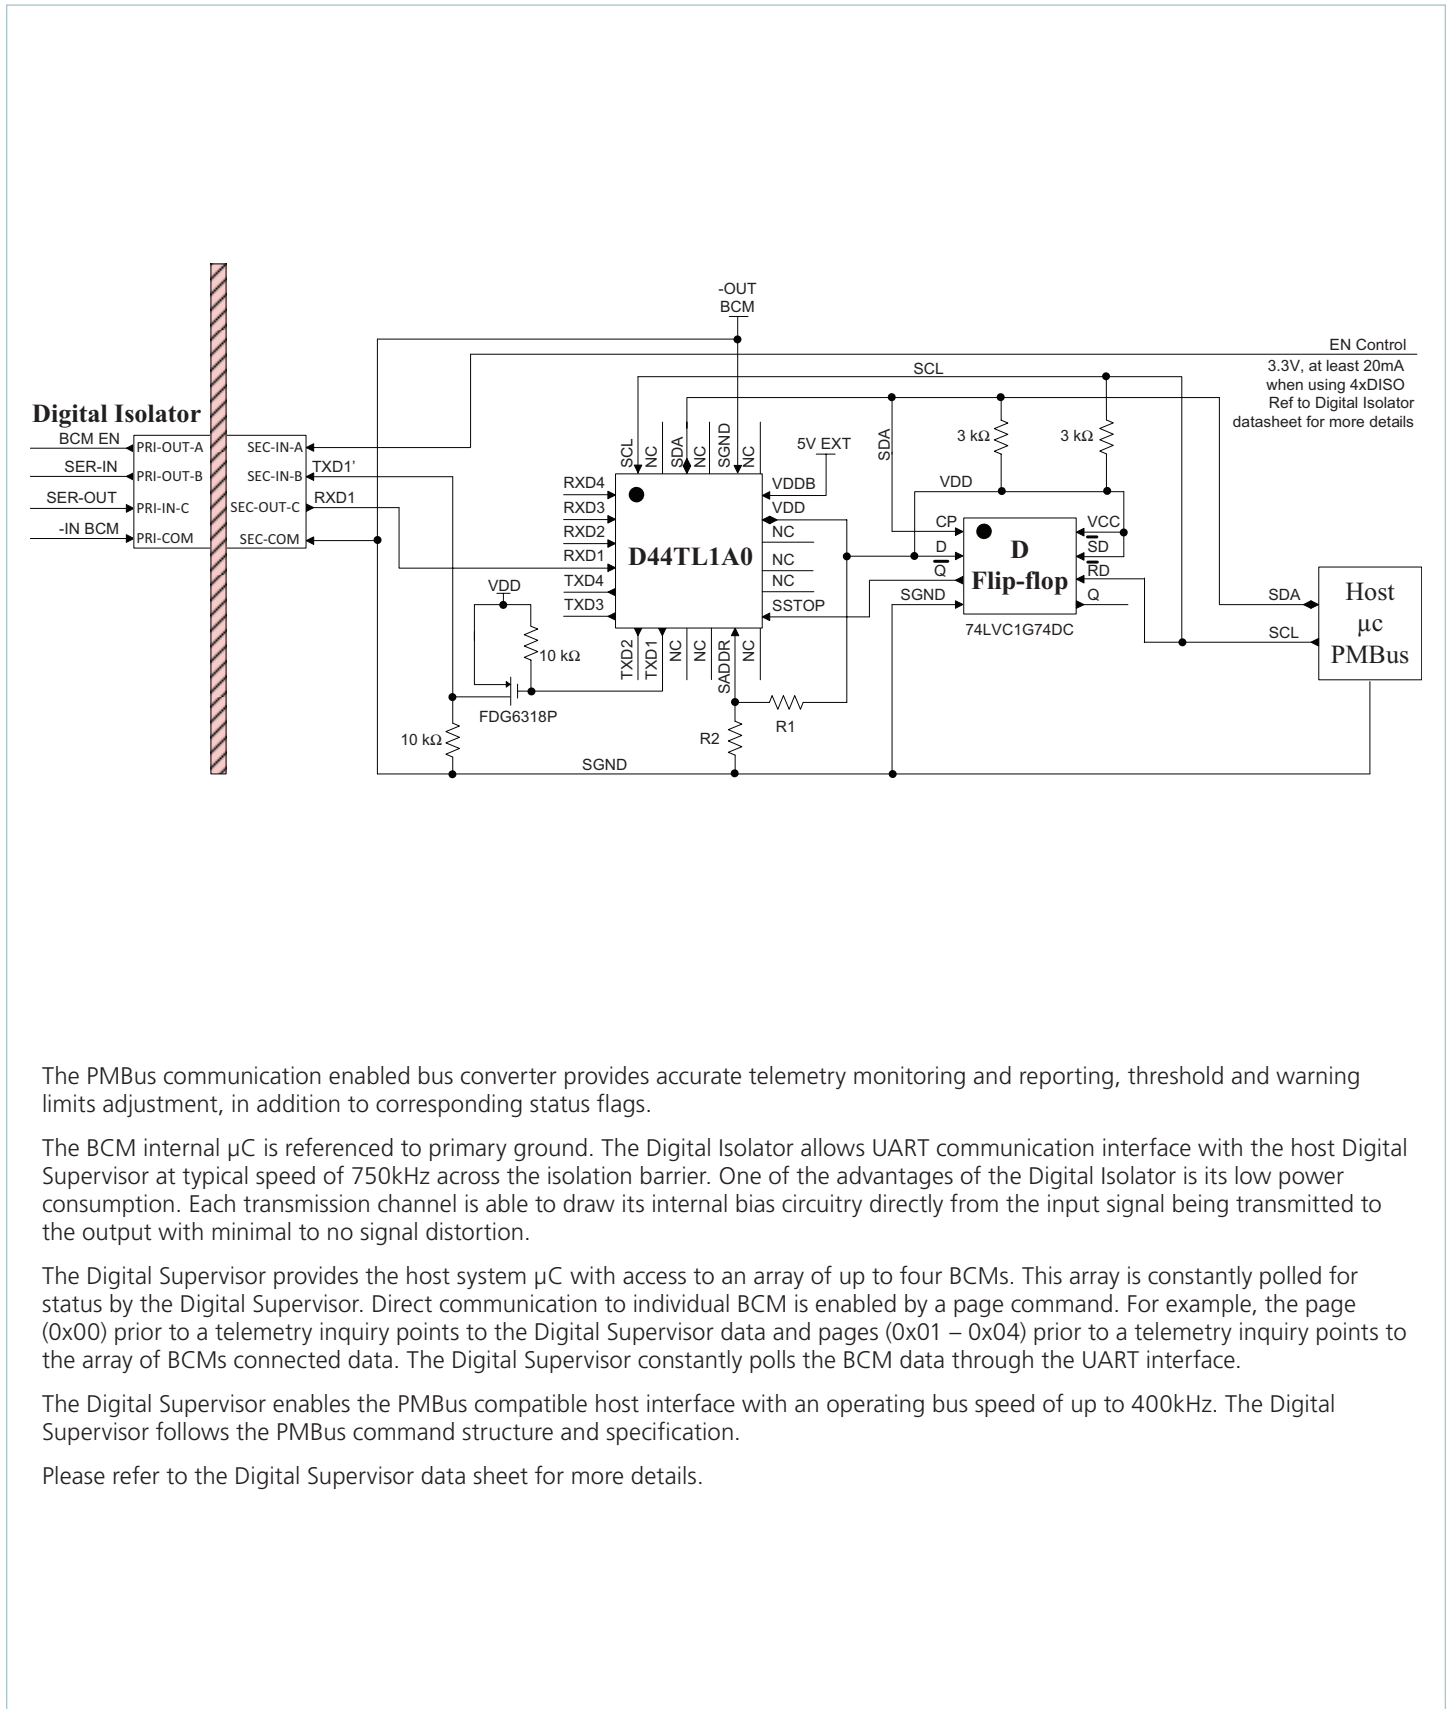 -OUT
BCM
EN Control
3.3V, at least 20mA
when using 4xDISO
Ref to Digital Isolator
datasheet for more details
SCL
Digital Isolator
BCM EN
PRI-OUT-A
SEC-IN-A
SER-IN
PRI-OUT-B
SEC-IN-B
TXD1'
SER-OUT
PRI-IN-C
SEC-OUT-C
RXD1
-IN BCM
PRI-COM
SEC-COM
SCL
NC
SDA
NC
SGND
NC
5V EXT
SDA
3 kΩ
3 kΩ
VDD
RXD4
RXD3
RXD2
RXD1
TXD4
TXD3
D44TL1A0
VDDB
VDD
NC
NC
NC
SSTOP
TXD2
TXD1
NC
NC
SADDR
NC
CP
D
Q
SGND
D
Flip-flop
VCC
SD
RD
Q
74LVC1G74DC
SDA
SCL
Host
µc
PMBus
VDD
10 kΩ
FDG6318P
10 kΩ
R1
R2
SGND
The PMBus communication enabled bus converter provides accurate telemetry monitoring and reporting, threshold and warning
limits adjustment, in addition to corresponding status flags.
The BCM internal µC is referenced to primary ground. The Digital Isolator allows UART communication interface with the host Digital
Supervisor at typical speed of 750kHz across the isolation barrier. One of the advantages of the Digital Isolator is its low power
consumption. Each transmission channel is able to draw its internal bias circuitry directly from the input signal being transmitted to
the output with minimal to no signal distortion.
The Digital Supervisor provides the host system µC with access to an array of up to four BCMs. This array is constantly polled for
status by the Digital Supervisor. Direct communication to individual BCM is enabled by a page command. For example, the page
(0x00) prior to a telemetry inquiry points to the Digital Supervisor data and pages (0x01 – 0x04) prior to a telemetry inquiry points to
the array of BCMs connected data. The Digital Supervisor constantly polls the BCM data through the UART interface.
The Digital Supervisor enables the PMBus compatible host interface with an operating bus speed of up to 400kHz. The Digital
Supervisor follows the PMBus command structure and specification.
Please refer to the Digital Supervisor data sheet for more details.